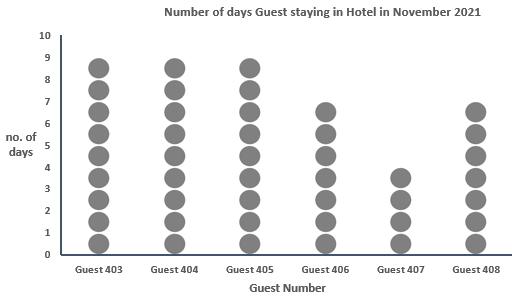 Number of days Guest staying in Hotel in November 2021
10
9
8
7
6
5
4
3
2
1
0
no. of
days
Guest 403 Guest 404 Guest 405 Guest 406 Guest 407 Guest 408
Guest Number